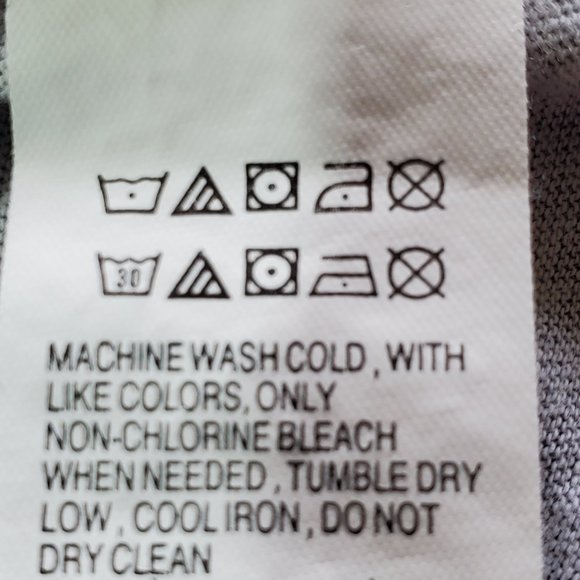 30
MACHINE WASH COLD, WITH
LIKE COLORS, ONLY
NON-CHLORINE BLEACH
WHEN NEEDED, TUMBLE DRY
LOW, COOL IRON, DO NOT
DRY CLEAN